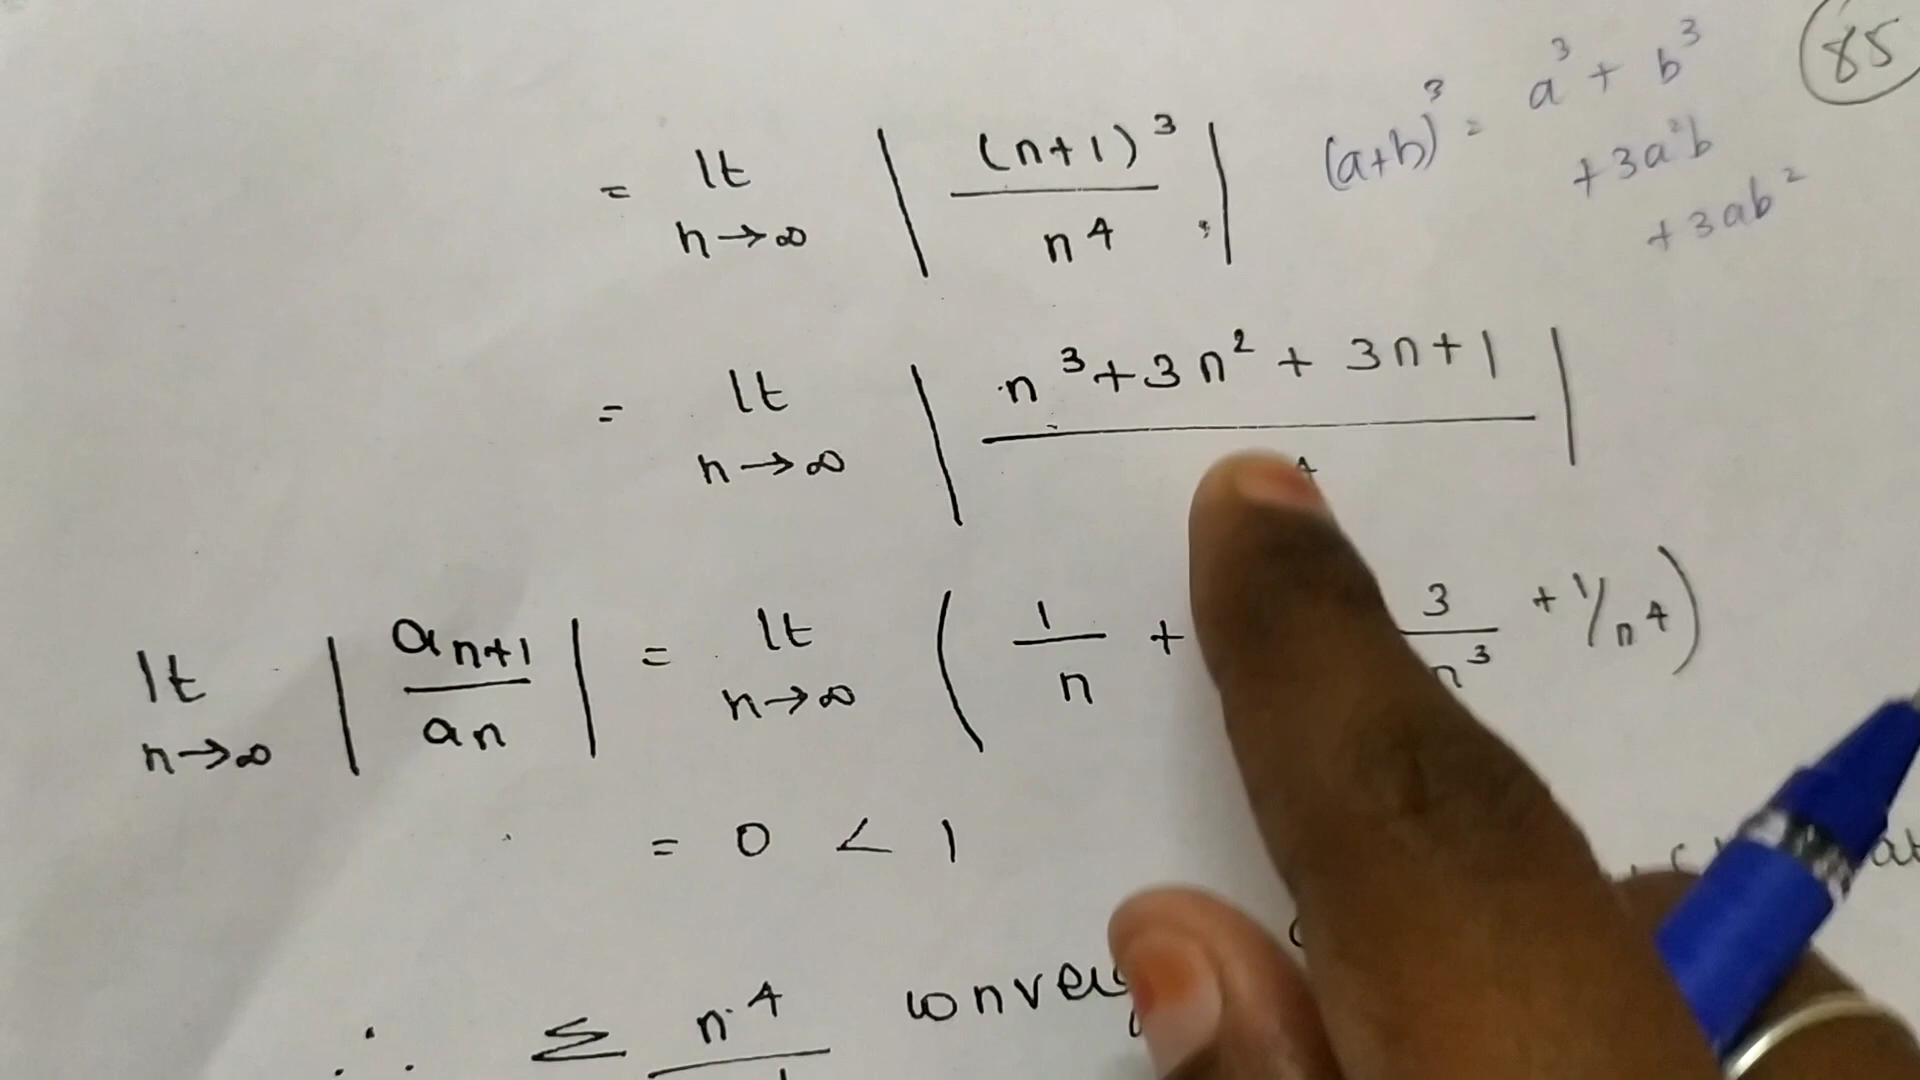 85
(a+b)³ = a³ + b³
+3a²b
+3ab²
= lt n→∞ | (n+1)³ / n⁴ |
= lt n→∞ | n³+3n²+3n+1 / ⁴ |
lt n→∞ | aₙ₊₁ / aₙ | = lt n→∞ ( 1/n + 3/n³ + 1/n⁴ )
= 0 < 1
∴ Σ n⁴